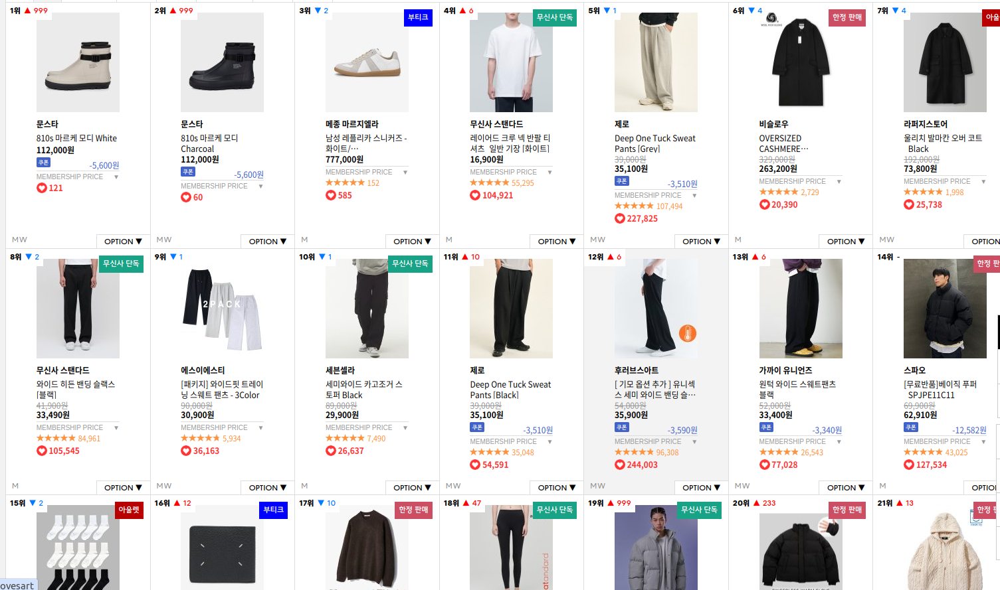 1위 ▲ 999
문스타
810s 마르케 모디 White
112,000원
쿠폰 -5,600원
MEMBERSHIP PRICE ▼
121
MW OPTION ▼
2위 ▲ 999
문스타
810s 마르케 모디
Charcoal
112,000원
쿠폰 -5,600원
MEMBERSHIP PRICE ▼
60
MW OPTION ▼
3위 ▼ 2
부티크
메종 마르지엘라
남성 레플리카 스니커즈 -
화이트/…
777,000원
MEMBERSHIP PRICE ▼
★★★★★ 152
585
M OPTION ▼
4위 ▲ 6
무신사 단독
무신사 스탠다드
레이어드 크루 넥 반팔 티
셔츠_일반 기장 [화이트]
16,900원
MEMBERSHIP PRICE ▼
★★★★★ 55,295
104,921
M OPTION ▼
5위 ▼ 1
제로
Deep One Tuck Sweat
Pants [Grey]
39,000원
35,100원
쿠폰 -3,510원
MEMBERSHIP PRICE ▼
★★★★★ 107,494
227,825
MW OPTION ▼
6위 ▼ 4
한정 판매
비슬로우
OVERSIZED
CASHMERE…
329,000원
263,200원
MEMBERSHIP PRICE ▼
★★★★★ 2,729
20,390
M OPTION ▼
7위 ▼ 4
아울
라퍼지스토어
울리치 발마칸 오버 코트
_Black
192,000원
73,800원
MEMBERSHIP PRICE ▼
★★★★★ 1,998
25,738
MW OPTION
8위 ▼ 2
무신사 단독
무신사 스탠다드
와이드 히든 밴딩 슬랙스
[블랙]
41,900원
33,490원
MEMBERSHIP PRICE ▼
★★★★★ 84,961
105,545
M OPTION ▼
9위 ▼ 1
2PACK
에스이에스티
[패키지] 와이드핏 트레이
닝 스웨트 팬츠 - 3Color
90,000원
30,900원
MEMBERSHIP PRICE ▼
★★★★★ 5,934
36,163
MW OPTION ▼
10위 ▼ 1
무신사 단독
세븐셀라
세미와이드 카고조거 스
토퍼 Black
89,000원
29,900원
MEMBERSHIP PRICE ▼
★★★★★ 7,490
26,637
M OPTION ▼
11위 ▲ 10
제로
Deep One Tuck Sweat
Pants [Black]
39,000원
35,100원
쿠폰 -3,510원
MEMBERSHIP PRICE ▼
★★★★★ 35,048
54,591
MW OPTION ▼
12위 ▲ 6
후러브스아트
[ 기모 옵션 추가 ] 유니섹
스 세미 와이드 밴딩 슬…
54,000원
35,900원
쿠폰 -3,590원
MEMBERSHIP PRICE ▼
★★★★★ 96,308
244,003
MW OPTION ▼
13위 ▲ 6
가까이 유니언즈
원턱 와이드 스웨트팬츠
블랙
52,000원
33,400원
쿠폰 -3,340원
MEMBERSHIP PRICE ▼
★★★★★ 26,543
77,028
MW OPTION ▼
14위 -
한정 판
스파오
[무료반품]베이직 푸퍼
_SPJPE11C11
69,900원
62,910원
쿠폰 -12,582원
MEMBERSHIP PRICE ▼
★★★★★ 43,025
127,534
M OPTION
15위 ▼ 2
아울렛
16위 ▲ 12
부티크
17위 ▼ 10
한정 판매
18위 ▲ 47
무신사 단독
atandard
19위 ▲ 999
무신사 단독
20위 ▲ 233
한정 판매
21위 ▲ 13
한정 판
ovesart